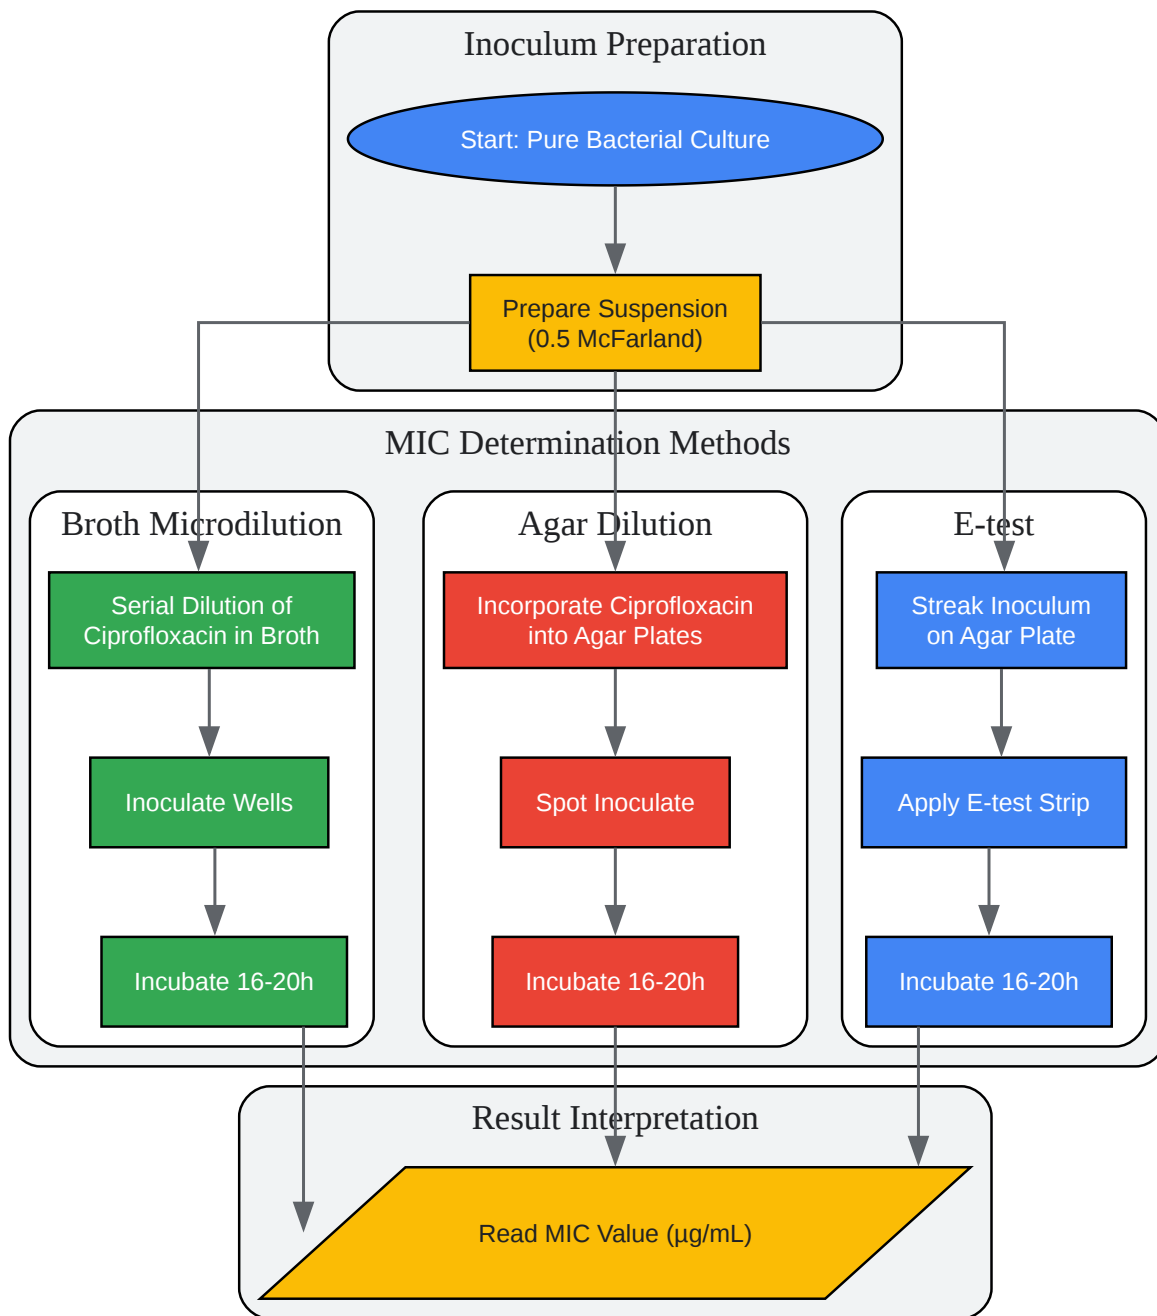 Inoculum Preparation
Start: Pure Bacterial Culture
Prepare Suspension
(0.5 McFarland)
MIC Determination Methods
Broth Microdilution
Serial Dilution of
Ciprofloxacin in Broth
Inoculate Wells
Incubate 16-20h
Agar Dilution
Incorporate Ciprofloxacin
into Agar Plates
Spot Inoculate
Incubate 16-20h
E-test
Streak Inoculum
on Agar Plate
Apply E-test Strip
Incubate 16-20h
Result Interpretation
Read MIC Value (µg/mL)